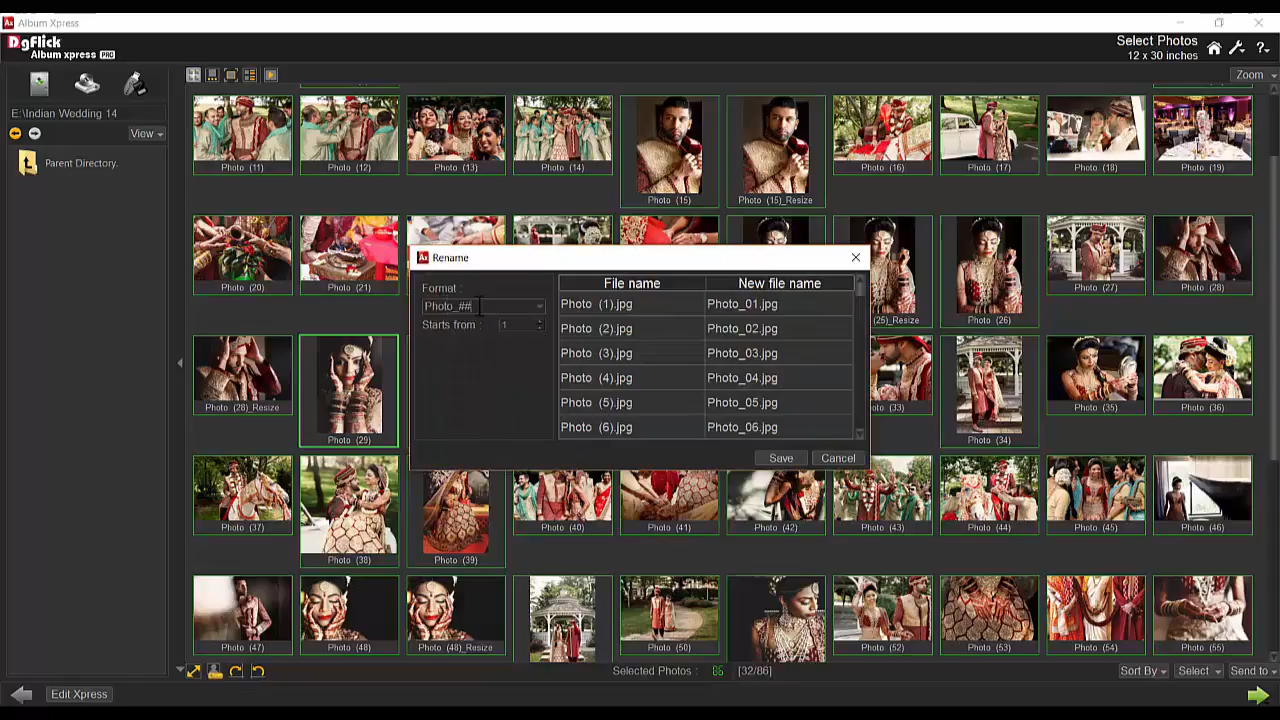 Album Xpress
DgFlick
Album xpress PRO
Select Photos
12 x 30 inches
Zoom
E:\Indian Wedding 14
View
Parent Directory.
Photo (11)
Photo (12)
Photo (13)
Photo (14)
Photo (15)
Photo (15)_Resize
Photo (16)
Photo (17)
Photo (18)
Photo (19)
Photo (20)
Photo (21)
(25)_Resize
Photo (26)
Photo (27)
Photo (28)
Rename
Format :
Photo_##
Starts from :
1
File name New file name
Photo (1).jpg Photo_01.jpg
Photo (2).jpg Photo_02.jpg
Photo (3).jpg Photo_03.jpg
Photo (4).jpg Photo_04.jpg
Photo (5).jpg Photo_05.jpg
Photo (6).jpg Photo_06.jpg
Save Cancel
Photo (28)_Resize
Photo (29)
(33)
Photo (34)
Photo (35)
Photo (36)
Photo (37)
Photo (38)
Photo (39)
Photo (40)
Photo (41)
Photo (42)
Photo (43)
Photo (44)
Photo (45)
Photo (46)
Photo (47)
Photo (48)
Photo (48)_Resize
Photo (50)
Photo (52)
Photo (53)
Photo (54)
Photo (55)
Selected Photos : 85 [32/86]
Sort By
Select
Send to
Edit Xpress